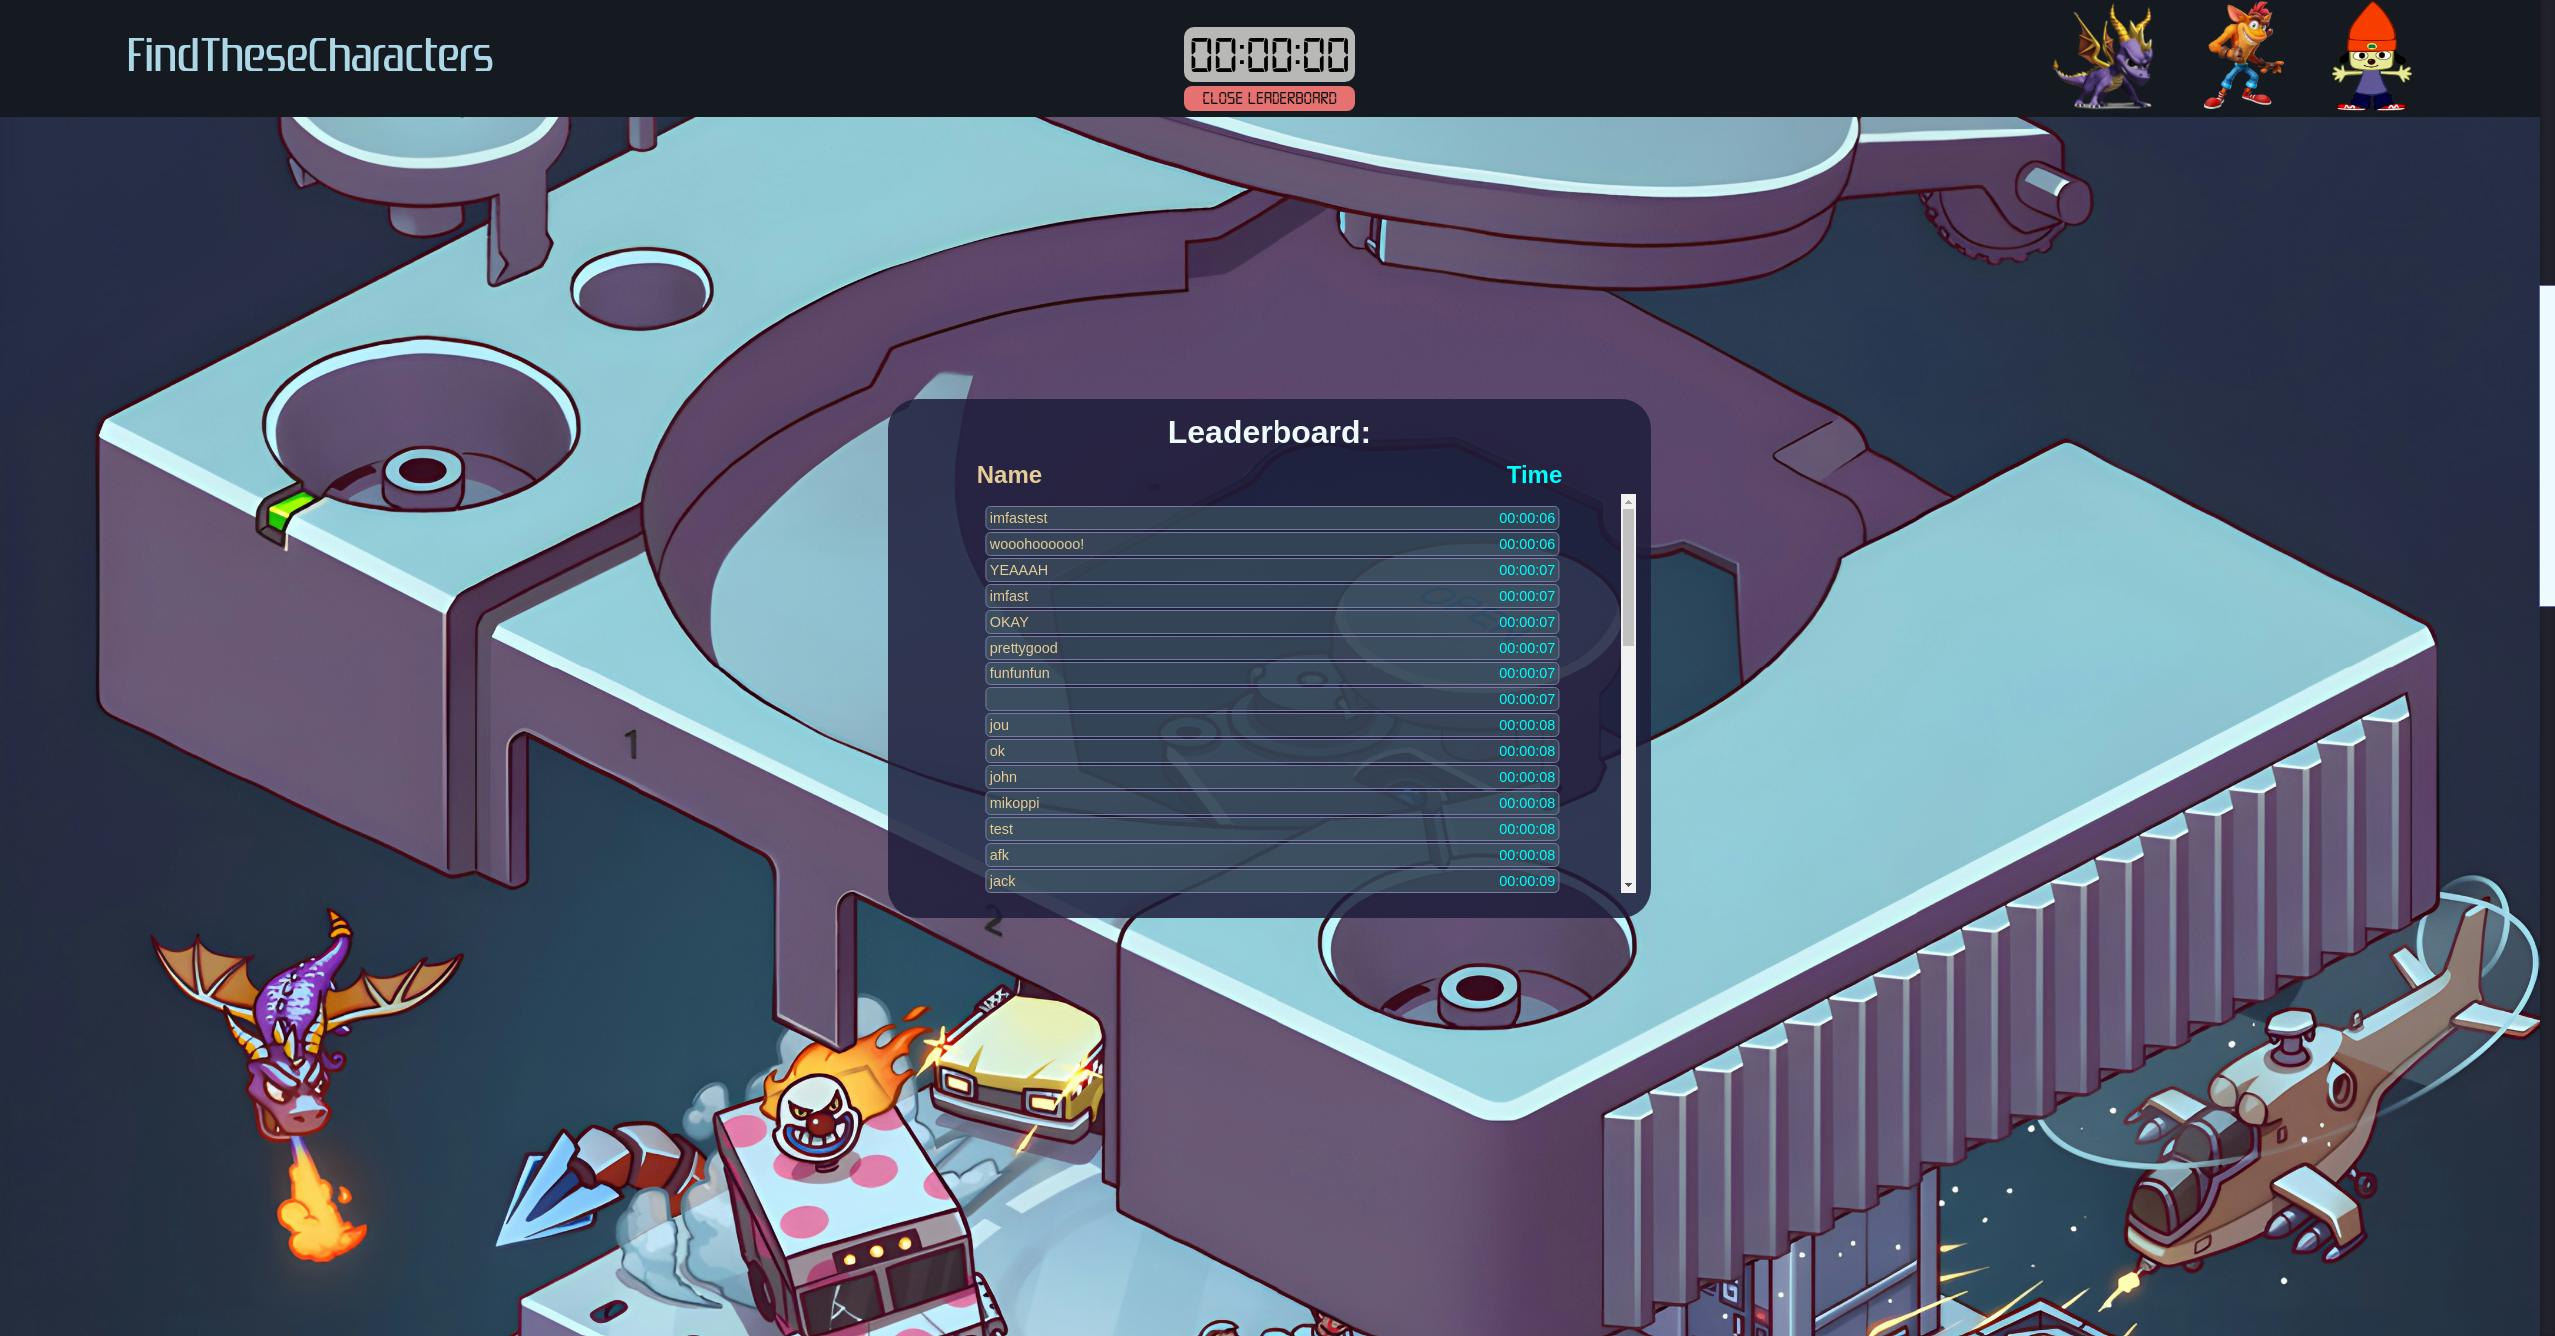 FindTheseCharacters
00:00:00
CLOSE LEADERBOARD
Leaderboard:
Name Time
imfastest 00:00:06
wooohoooooo! 00:00:06
YEAAAH 00:00:07
imfast 00:00:07
OKAY 00:00:07
prettygood 00:00:07
funfunfun 00:00:07
00:00:07
jou 00:00:08
ok 00:00:08
john 00:00:08
mikoppi 00:00:08
test 00:00:08
afk 00:00:08
jack 00:00:09
OPEN
1
2